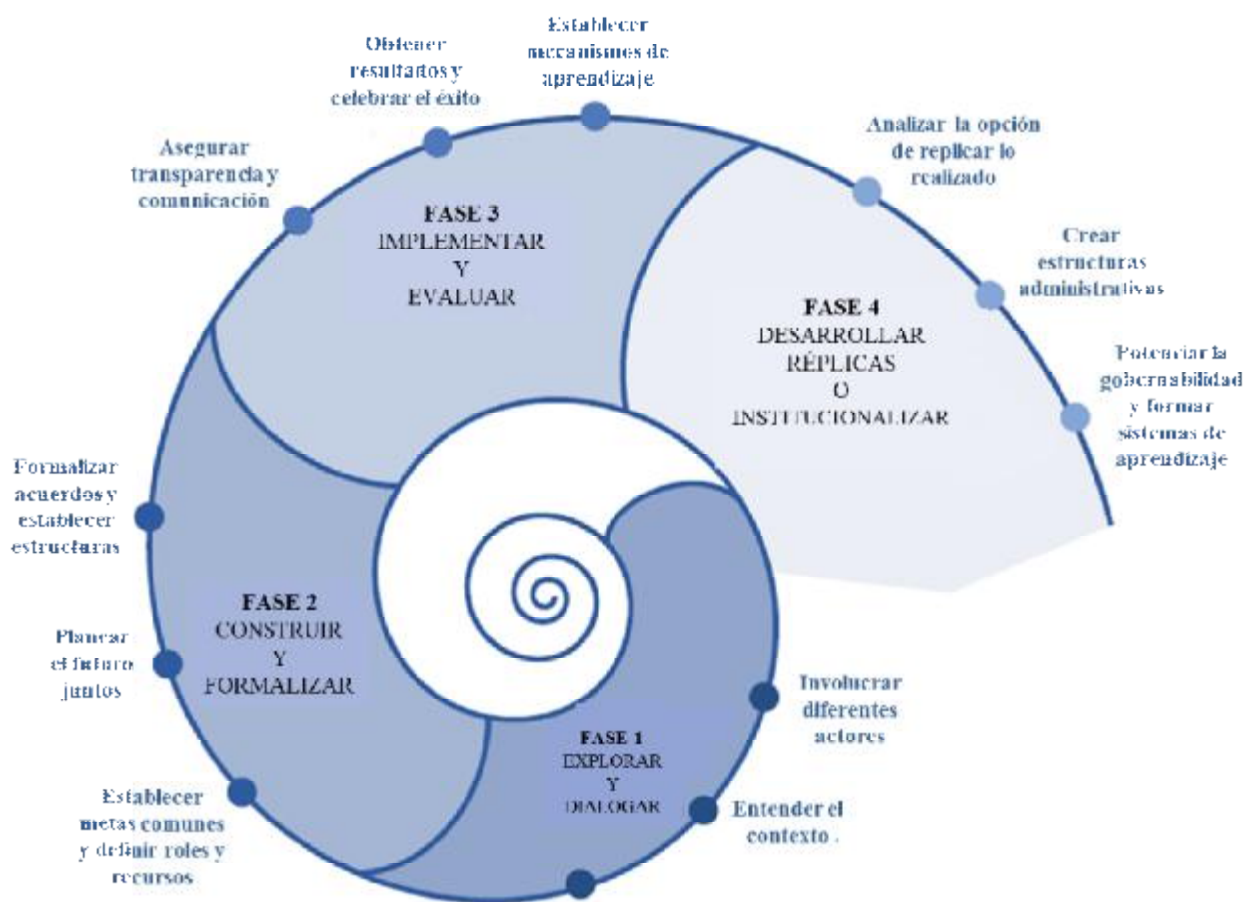 Establecer
mecanismos de
aprendizaje
Obtener
resultados y
celebrar el éxito
Asegurar
transparencia y
comunicación
Analizar la opción
de replicar lo
realizado
Crear
estructuras
administrativas
Potenciar la
gobernabilidad
y formar
sistemas de
aprendizaje
FASE 3
IMPLEMENTAR
Y
EVALUAR
FASE 4
DESARROLLAR
RÉPLICAS
O
INSTITUCIONALIZAR
Formalizar
acuerdos y
establecer
estructuras
FASE 2
CONSTRUIR
Y
FORMALIZAR
Planear
el futuro
juntos
Establecer
metas comunes
y definir roles y
recursos
FASE 1
EXPLORAR
Y
DIALOGAR
Involucrar
diferentes
actores
Entender el
contexto .